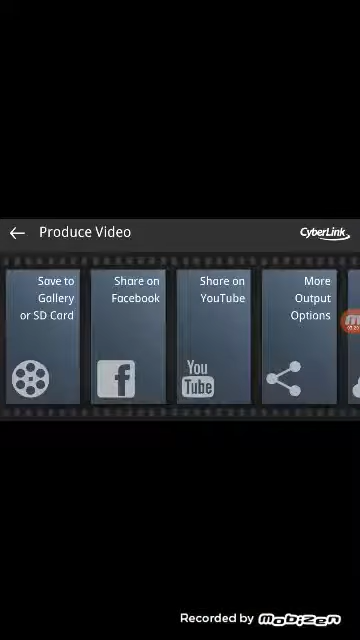 Produce Video
CyberLink
Save to
Gallery
or SD Card
Share on
Facebook
Share on
YouTube
More
Output
Options
You
Tube
Recorded by MOBIZEN